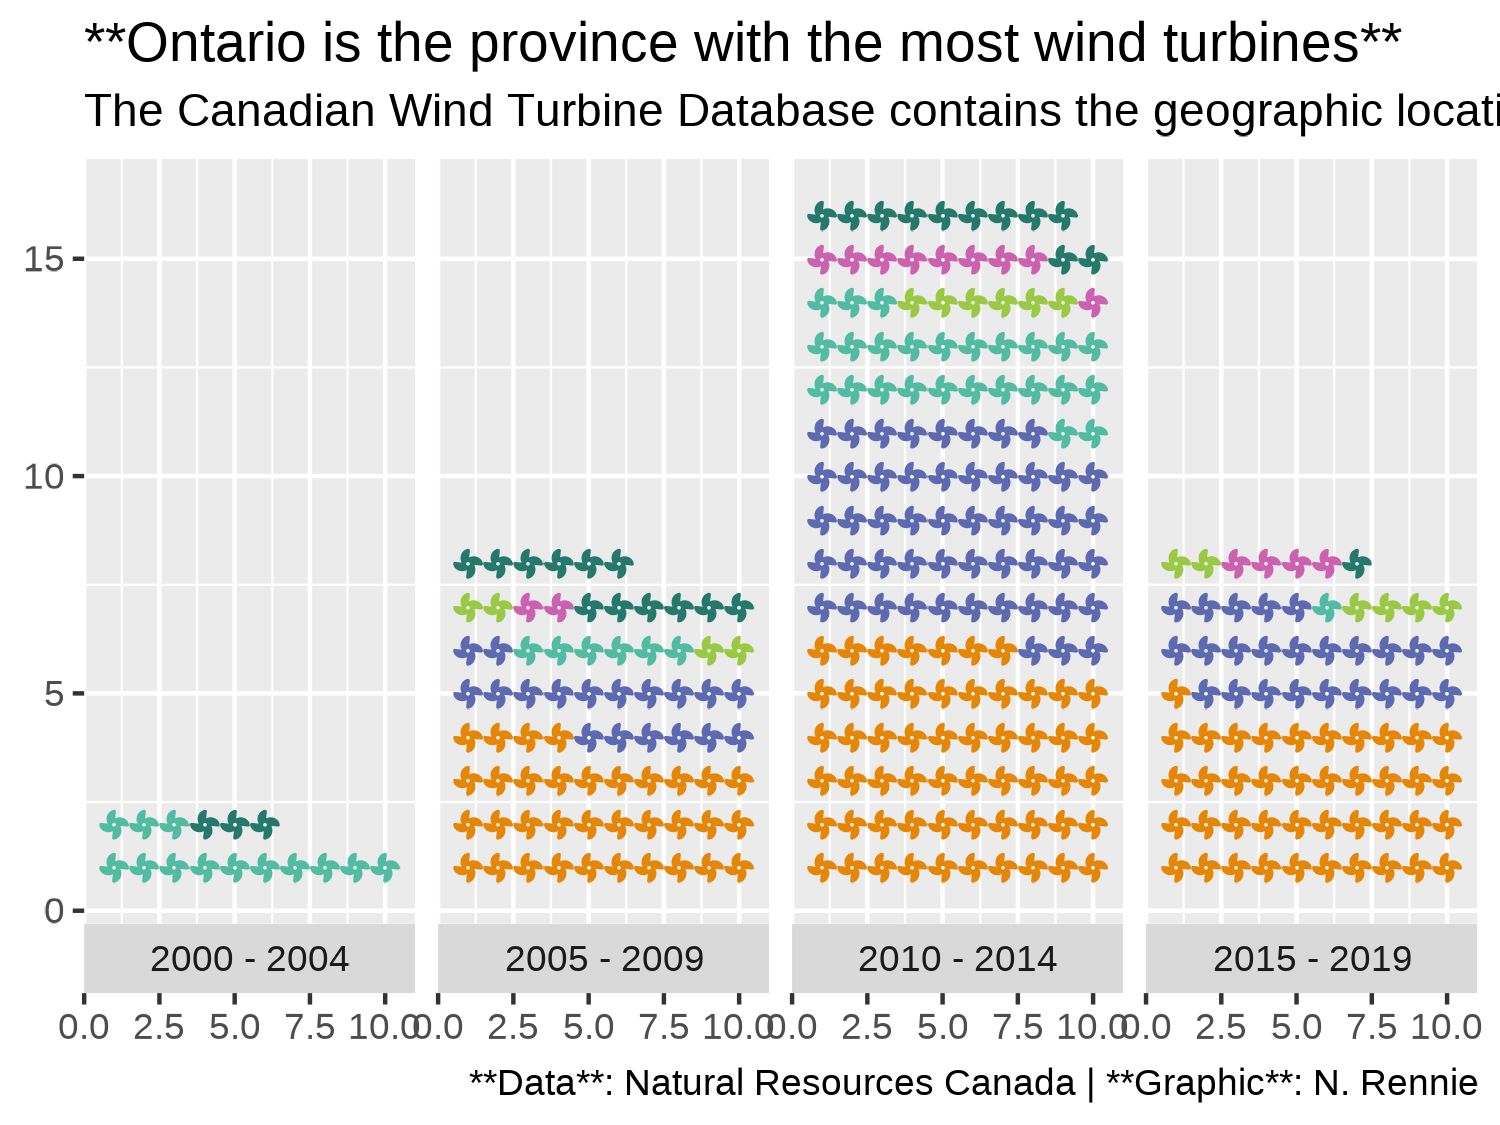 **Ontario is the province with the most wind turbines**
The Canadian Wind Turbine Database contains the geographic locati
15
10
5
0
2000 - 2004 2005 - 2009 2010 - 2014 2015 - 2019
0.0 2.5 5.0 7.5 10.0 0.0 2.5 5.0 7.5 10.0 0.0 2.5 5.0 7.5 10.0 0.0 2.5 5.0 7.5 10.0
**Data**: Natural Resources Canada | **Graphic**: N. Rennie